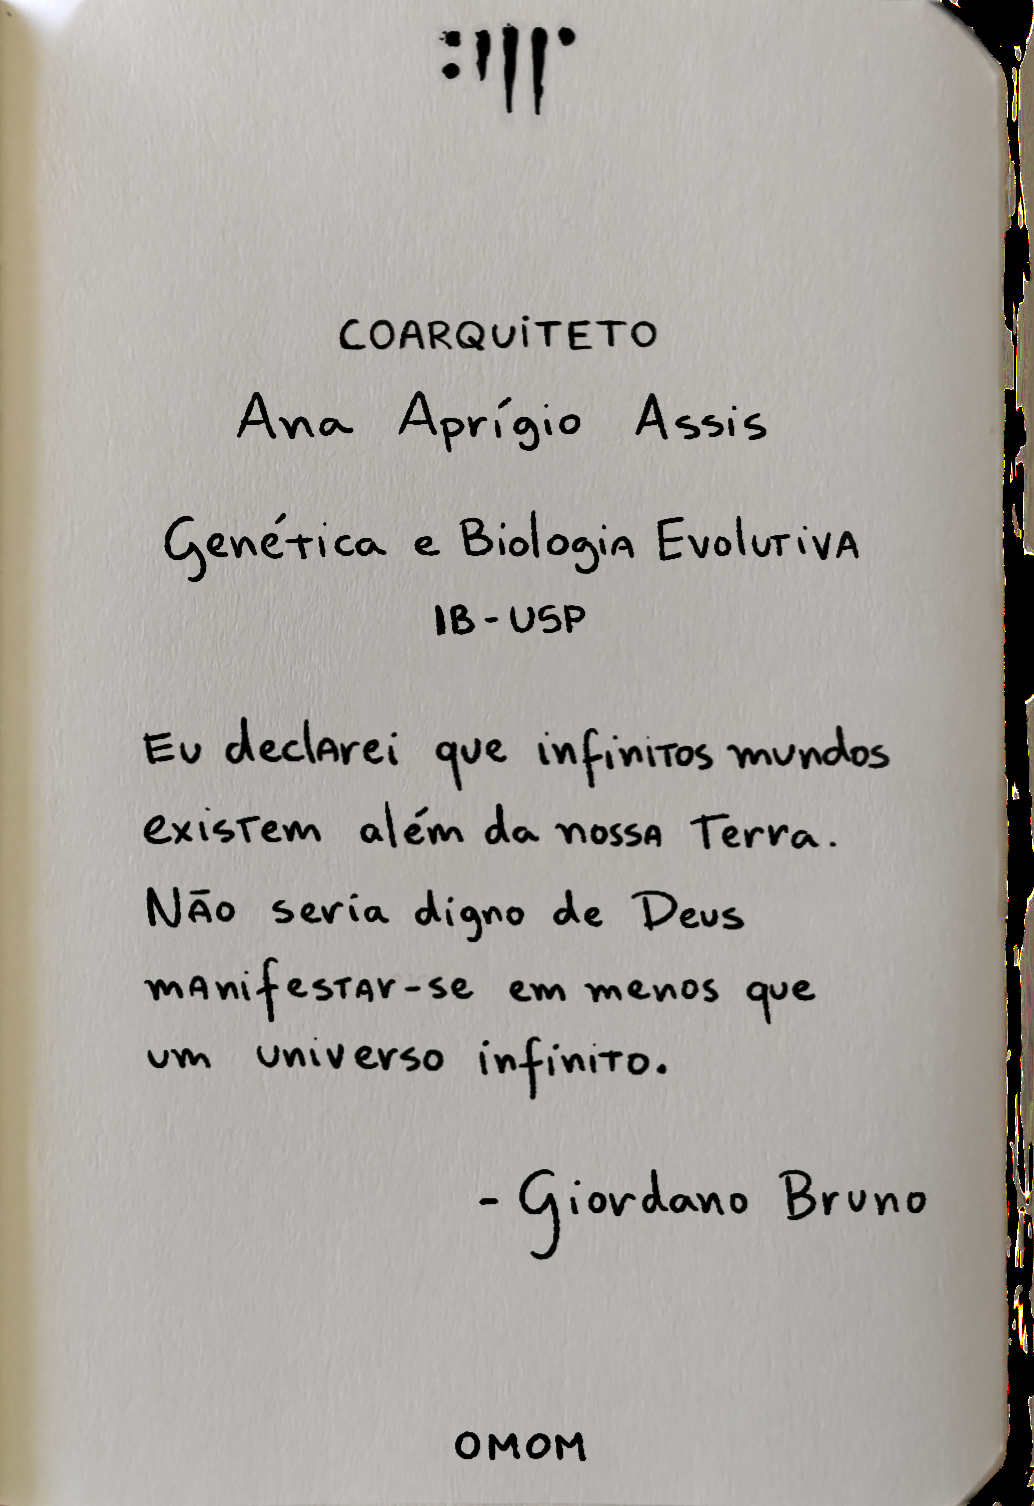 COARQUITETO
Ana Aprígio Assis
Genética e Biologia Evolutiva
IB-USP
Eu declarei que infinitos mundos
existem além da nossa Terra.
Não seria digno de Deus
manifestar-se em menos que
um universo infinito.
- Giordano Bruno
OMOM